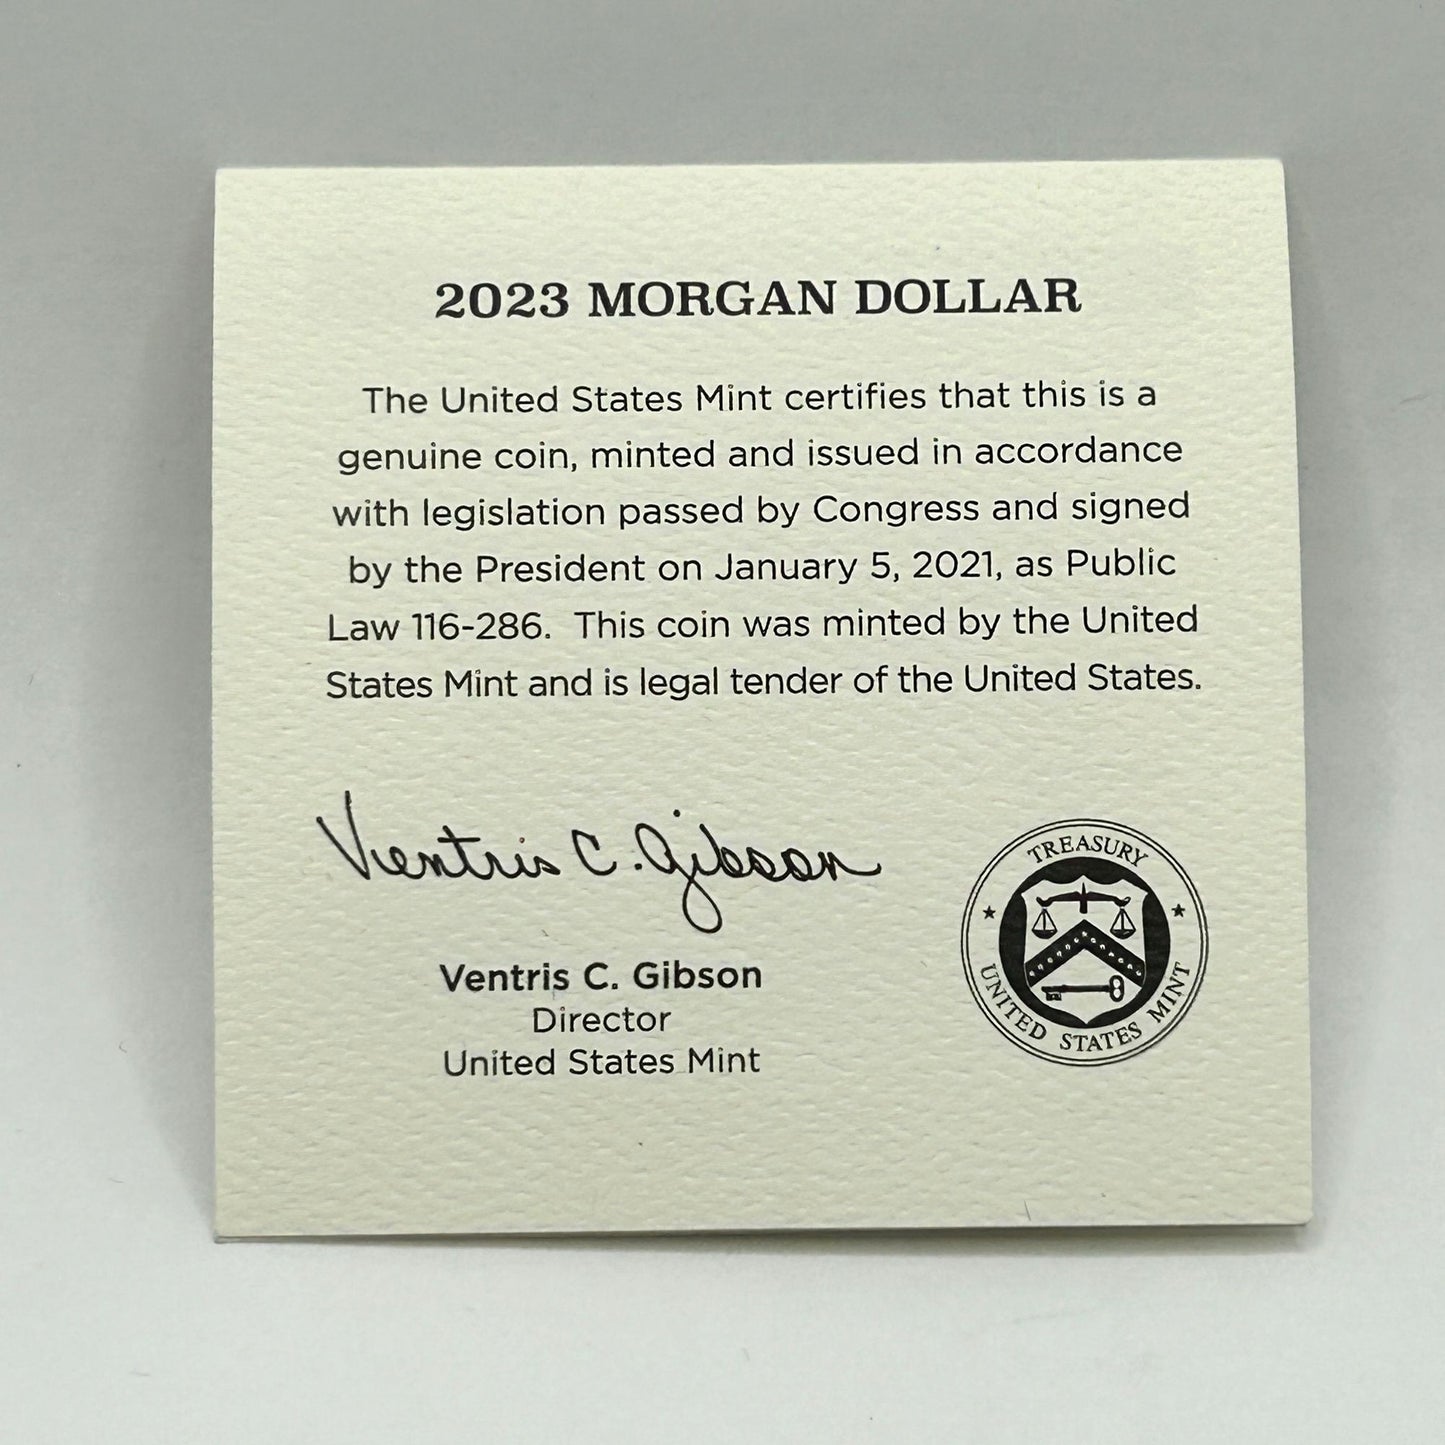 2023 MORGAN DOLLAR
The United States Mint certifies that this is a
genuine coin, minted and issued in accordance
with legislation passed by Congress and signed
by the President on January 5, 2021, as Public
Law 116-286.  This coin was minted by the United
States Mint and is legal tender of the United States.
Ventris C. Gibson
Ventris C. Gibson
Director
United States Mint
TREASURY
UNITED STATES MINT